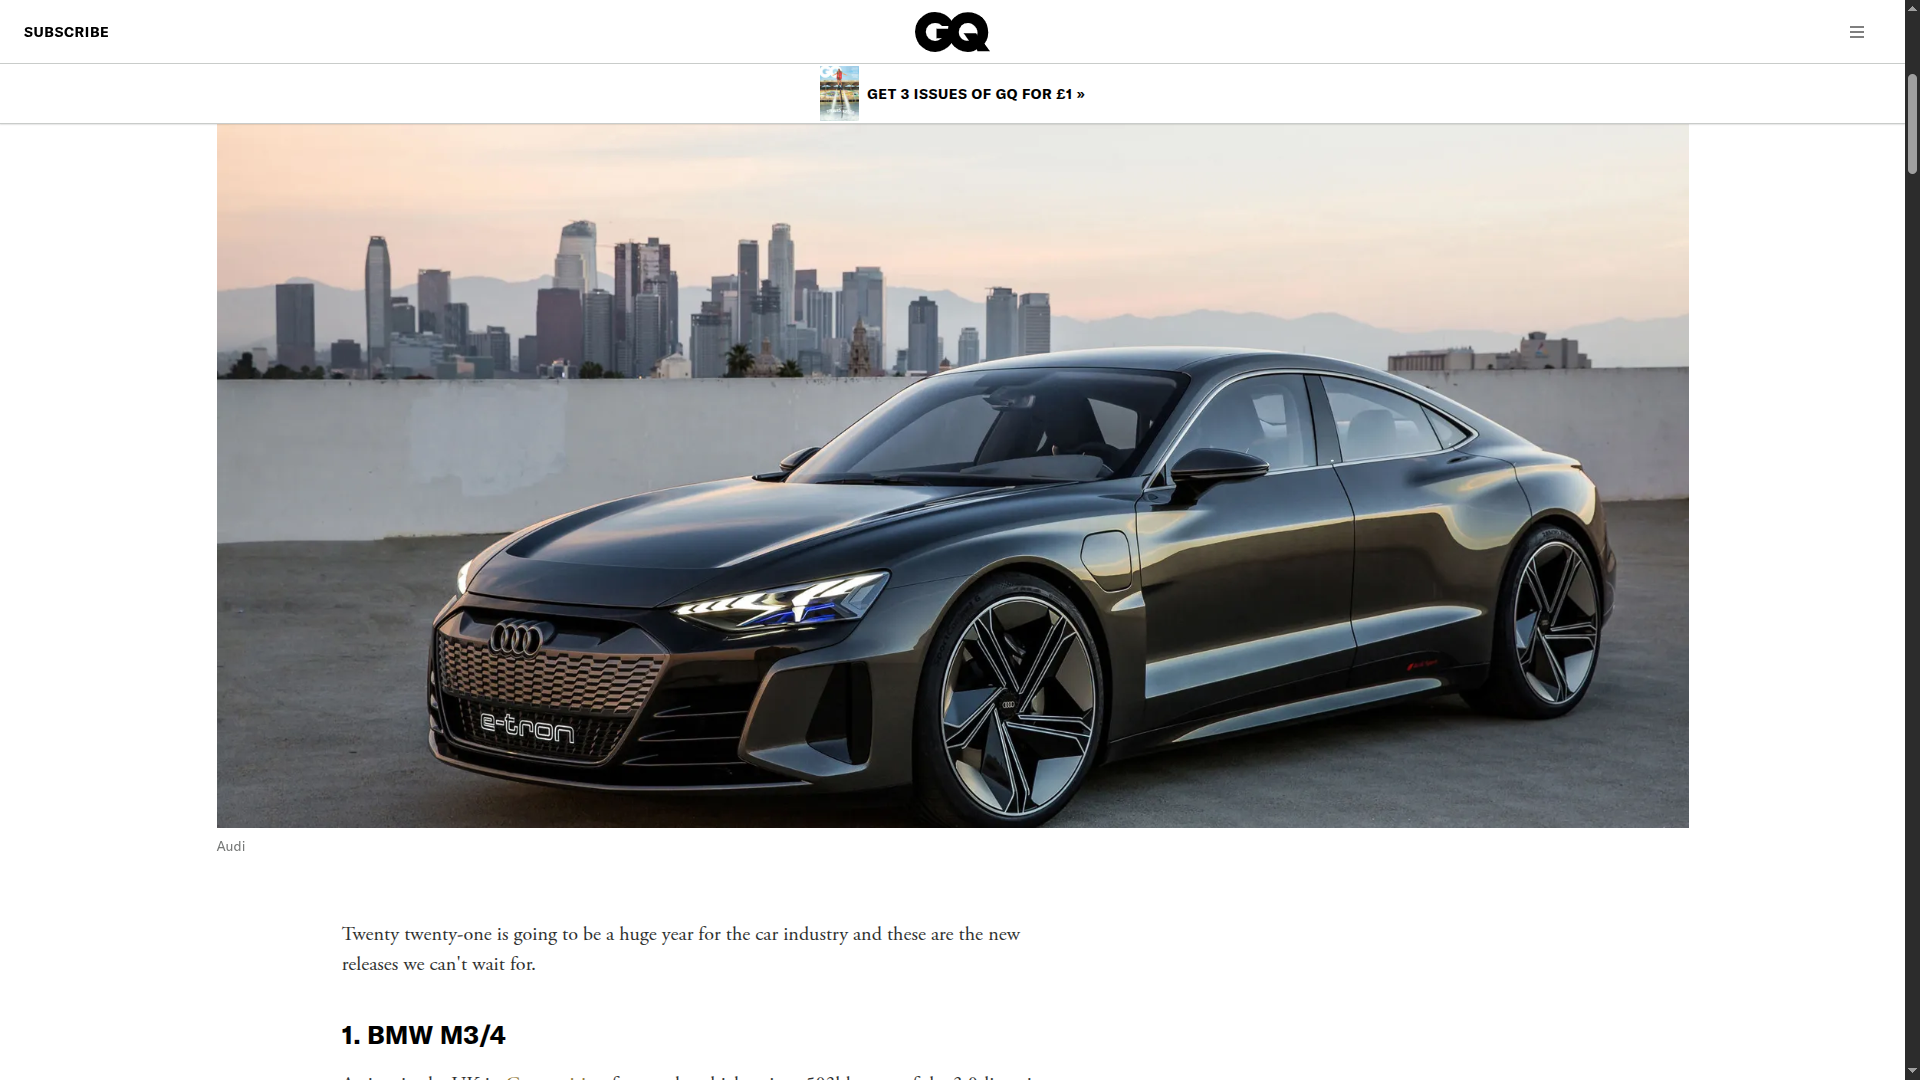 SUBSCRIBE
GQ
GET 3 ISSUES OF GQ FOR £1 »
e-tron
Audi
Twenty twenty-one is going to be a huge year for the car industry and these are the new
releases we can't wait for.
1. BMW M3/4